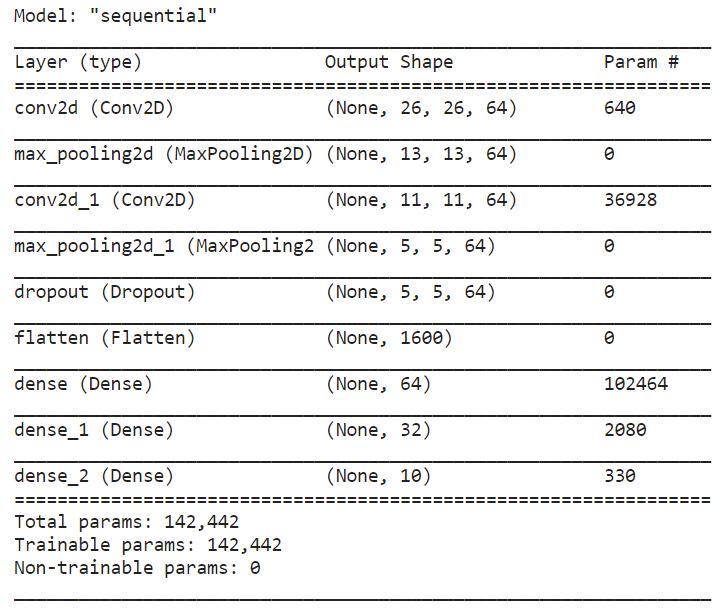 Model: "sequential"
Layer (type) Output Shape Param #
conv2d (Conv2D) (None, 26, 26, 64) 640
max_pooling2d (MaxPooling2D) (None, 13, 13, 64) 0
conv2d_1 (Conv2D) (None, 11, 11, 64) 36928
max_pooling2d_1 (MaxPooling2 (None, 5, 5, 64) 0
dropout (Dropout) (None, 5, 5, 64) 0
flatten (Flatten) (None, 1600) 0
dense (Dense) (None, 64) 102464
dense_1 (Dense) (None, 32) 2080
dense_2 (Dense) (None, 10) 330
Total params: 142,442
Trainable params: 142,442
Non-trainable params: 0